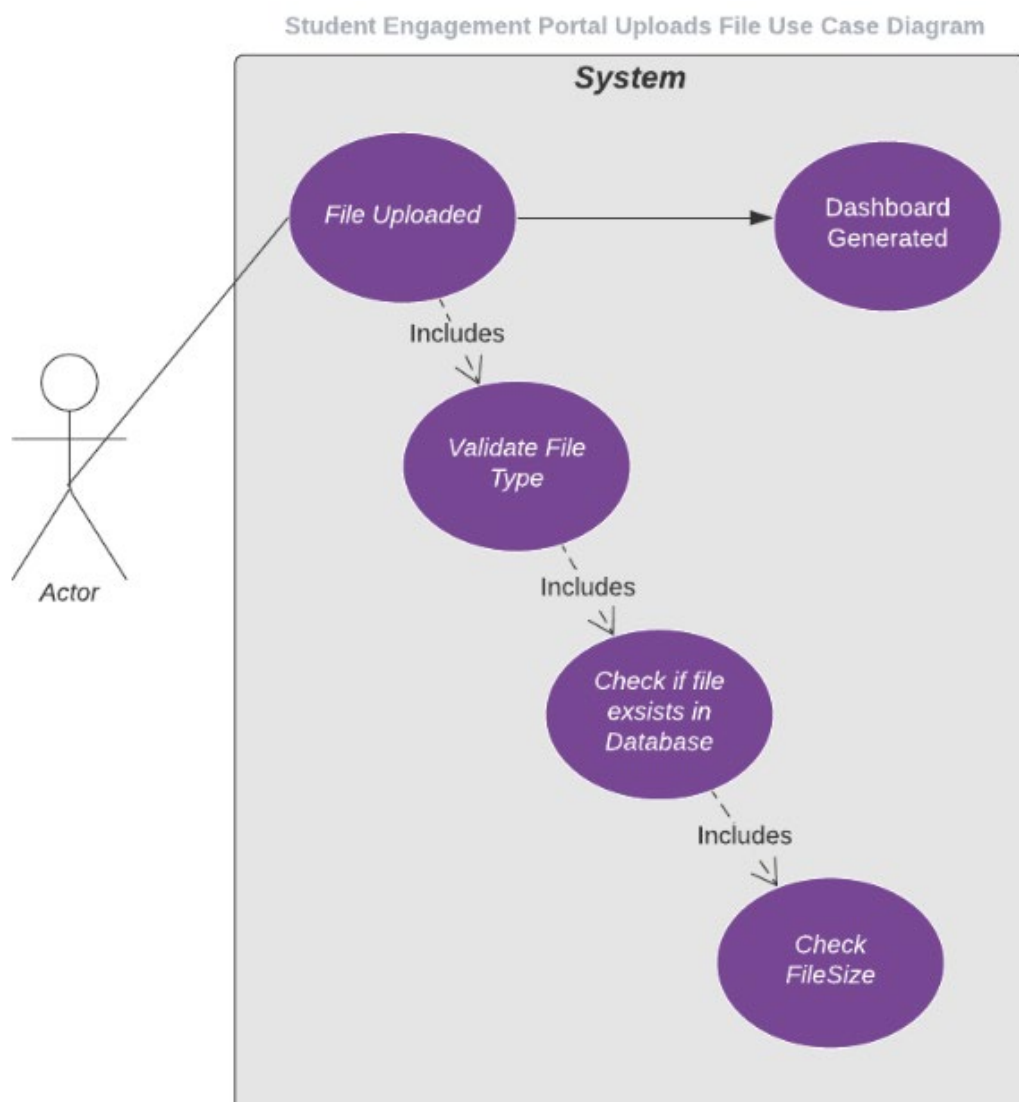 Student Engagement Portal Uploads File Use Case Diagram
System
File Uploaded
Dashboard
Generated
Includes
Validate File
Type
Includes
Actor
Check if file
exsists in
Database
Includes
Check
FileSize